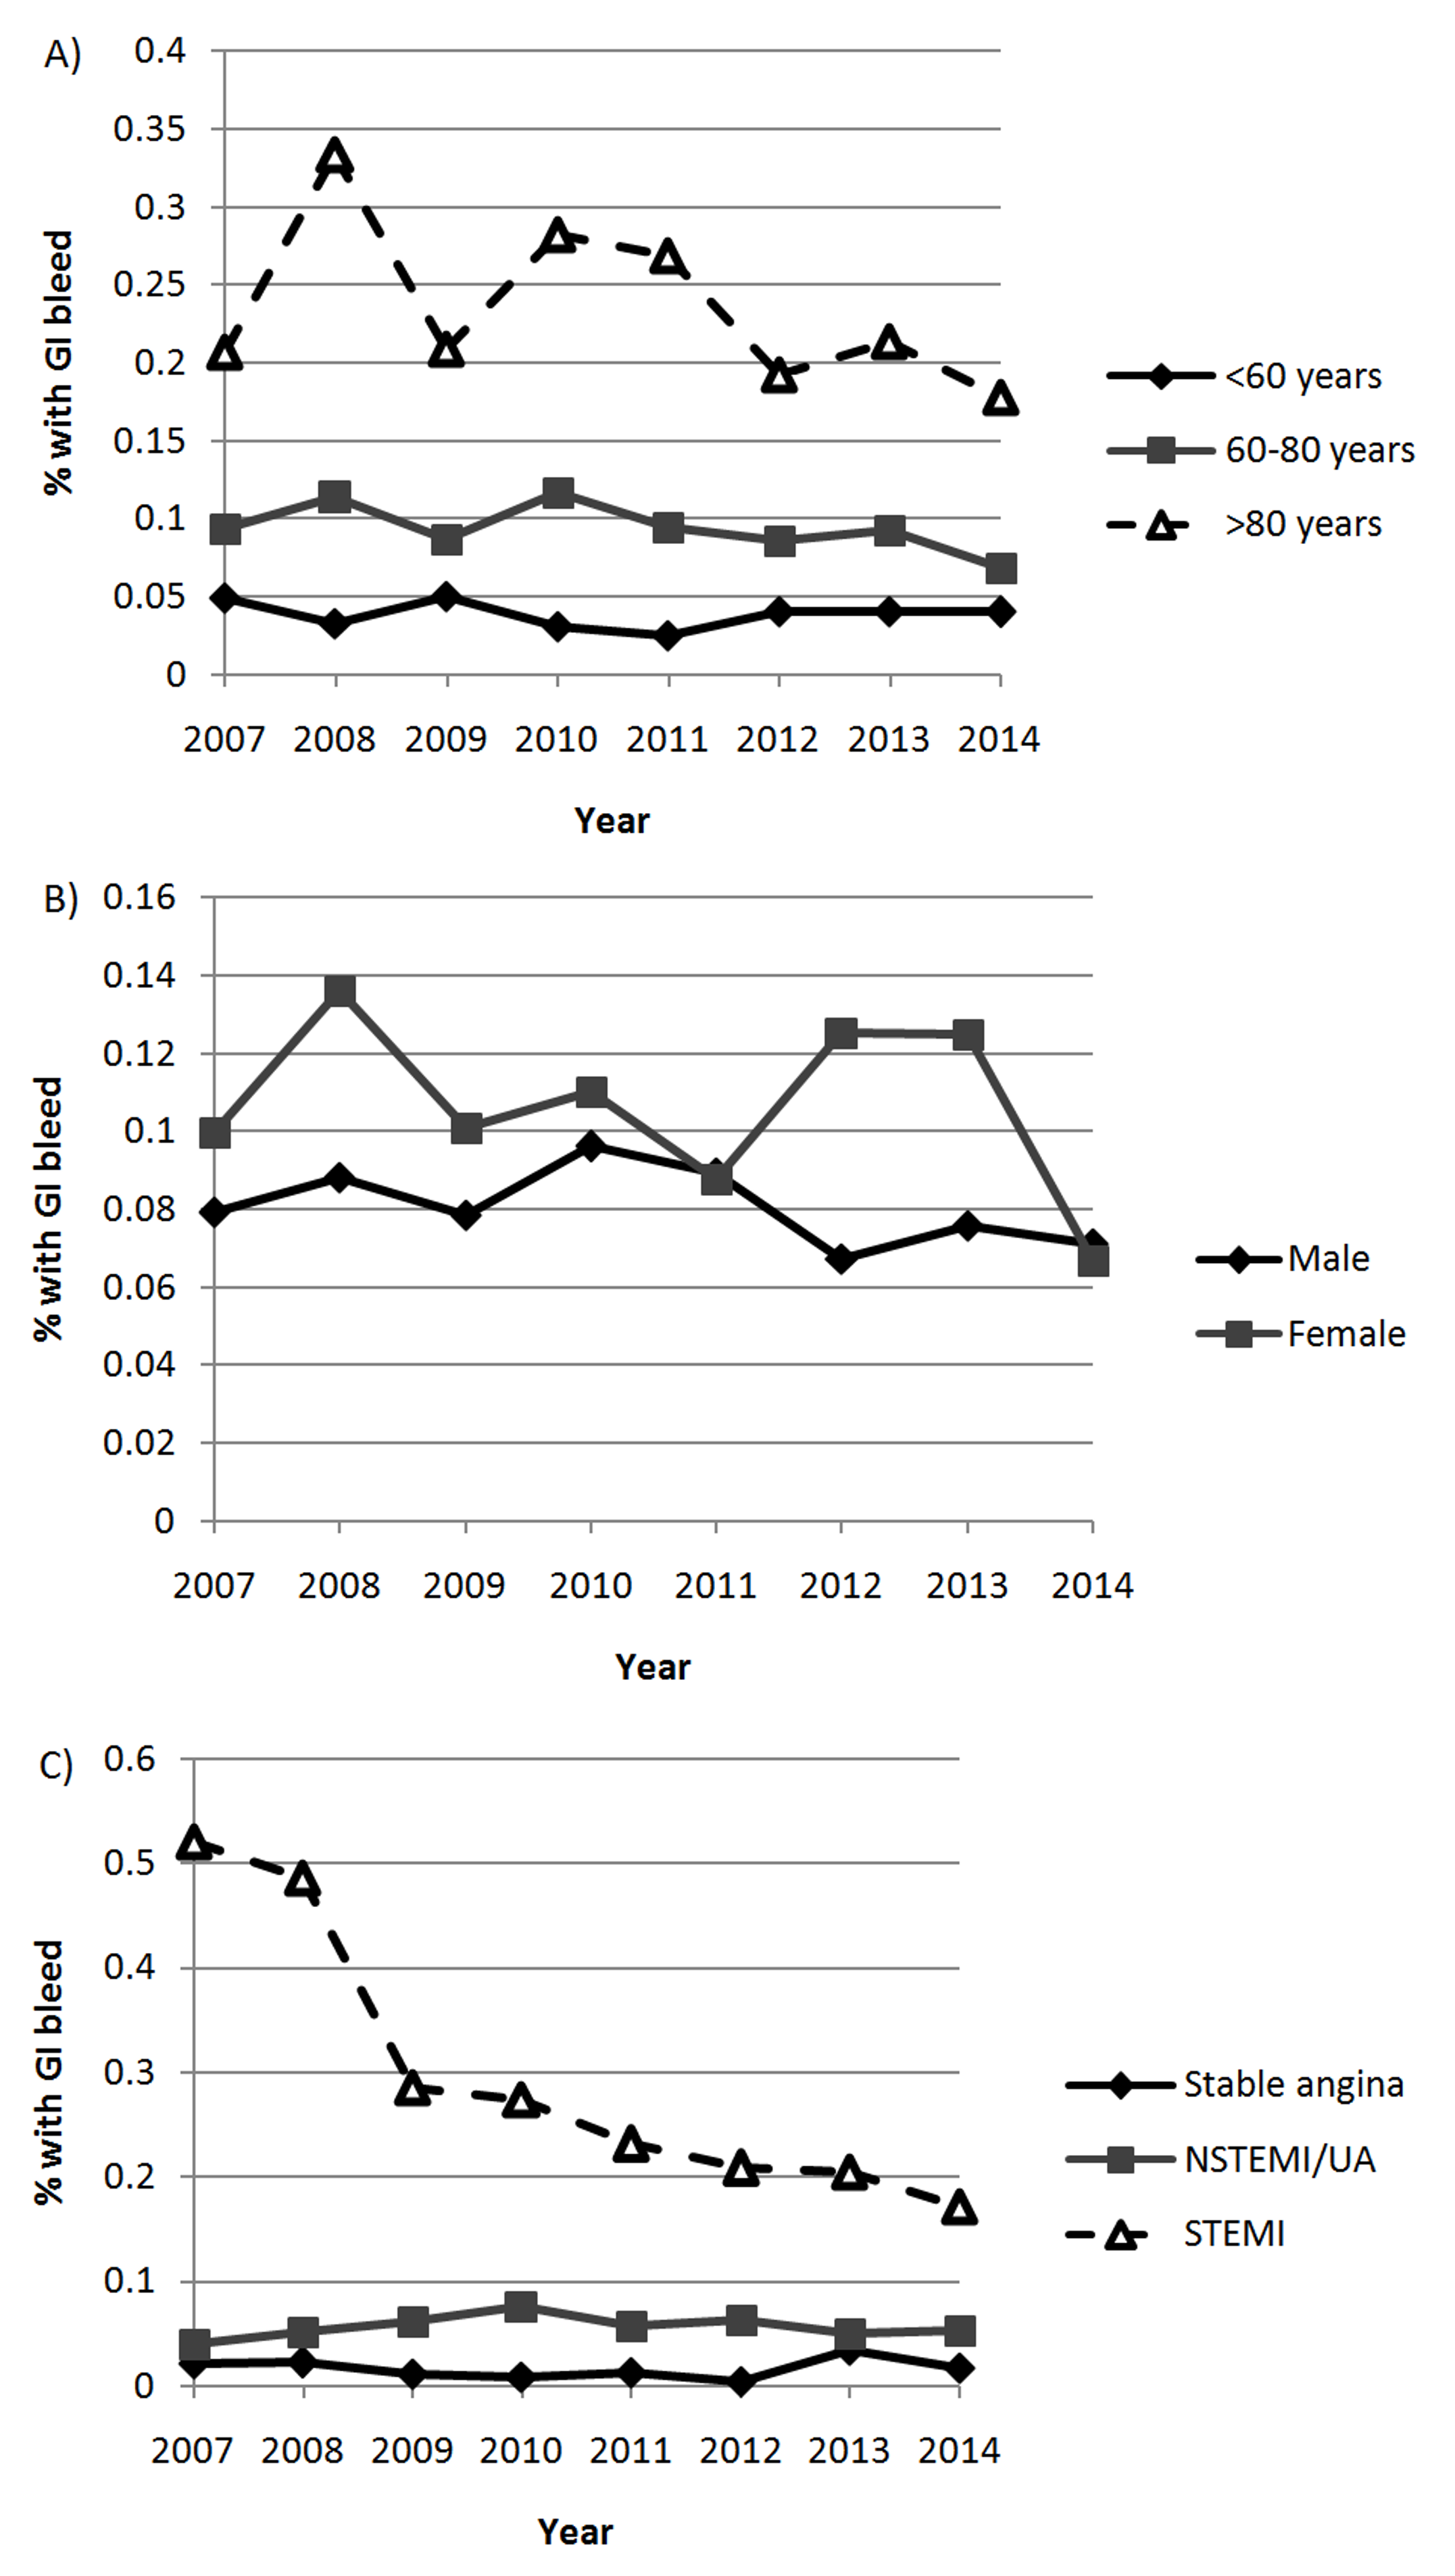 A)
% with GI bleed
0.4
0.35
0.3
0.25
0.2
0.15
0.1
0.05
0
2007 2008 2009 2010 2011 2012 2013 2014
Year
<60 years
60-80 years
>80 years
B)
% with GI bleed
0.16
0.14
0.12
0.1
0.08
0.06
0.04
0.02
0
2007 2008 2009 2010 2011 2012 2013 2014
Year
Male
Female
C)
% with GI bleed
0.6
0.5
0.4
0.3
0.2
0.1
0
2007 2008 2009 2010 2011 2012 2013 2014
Year
Stable angina
NSTEMI/UA
STEMI